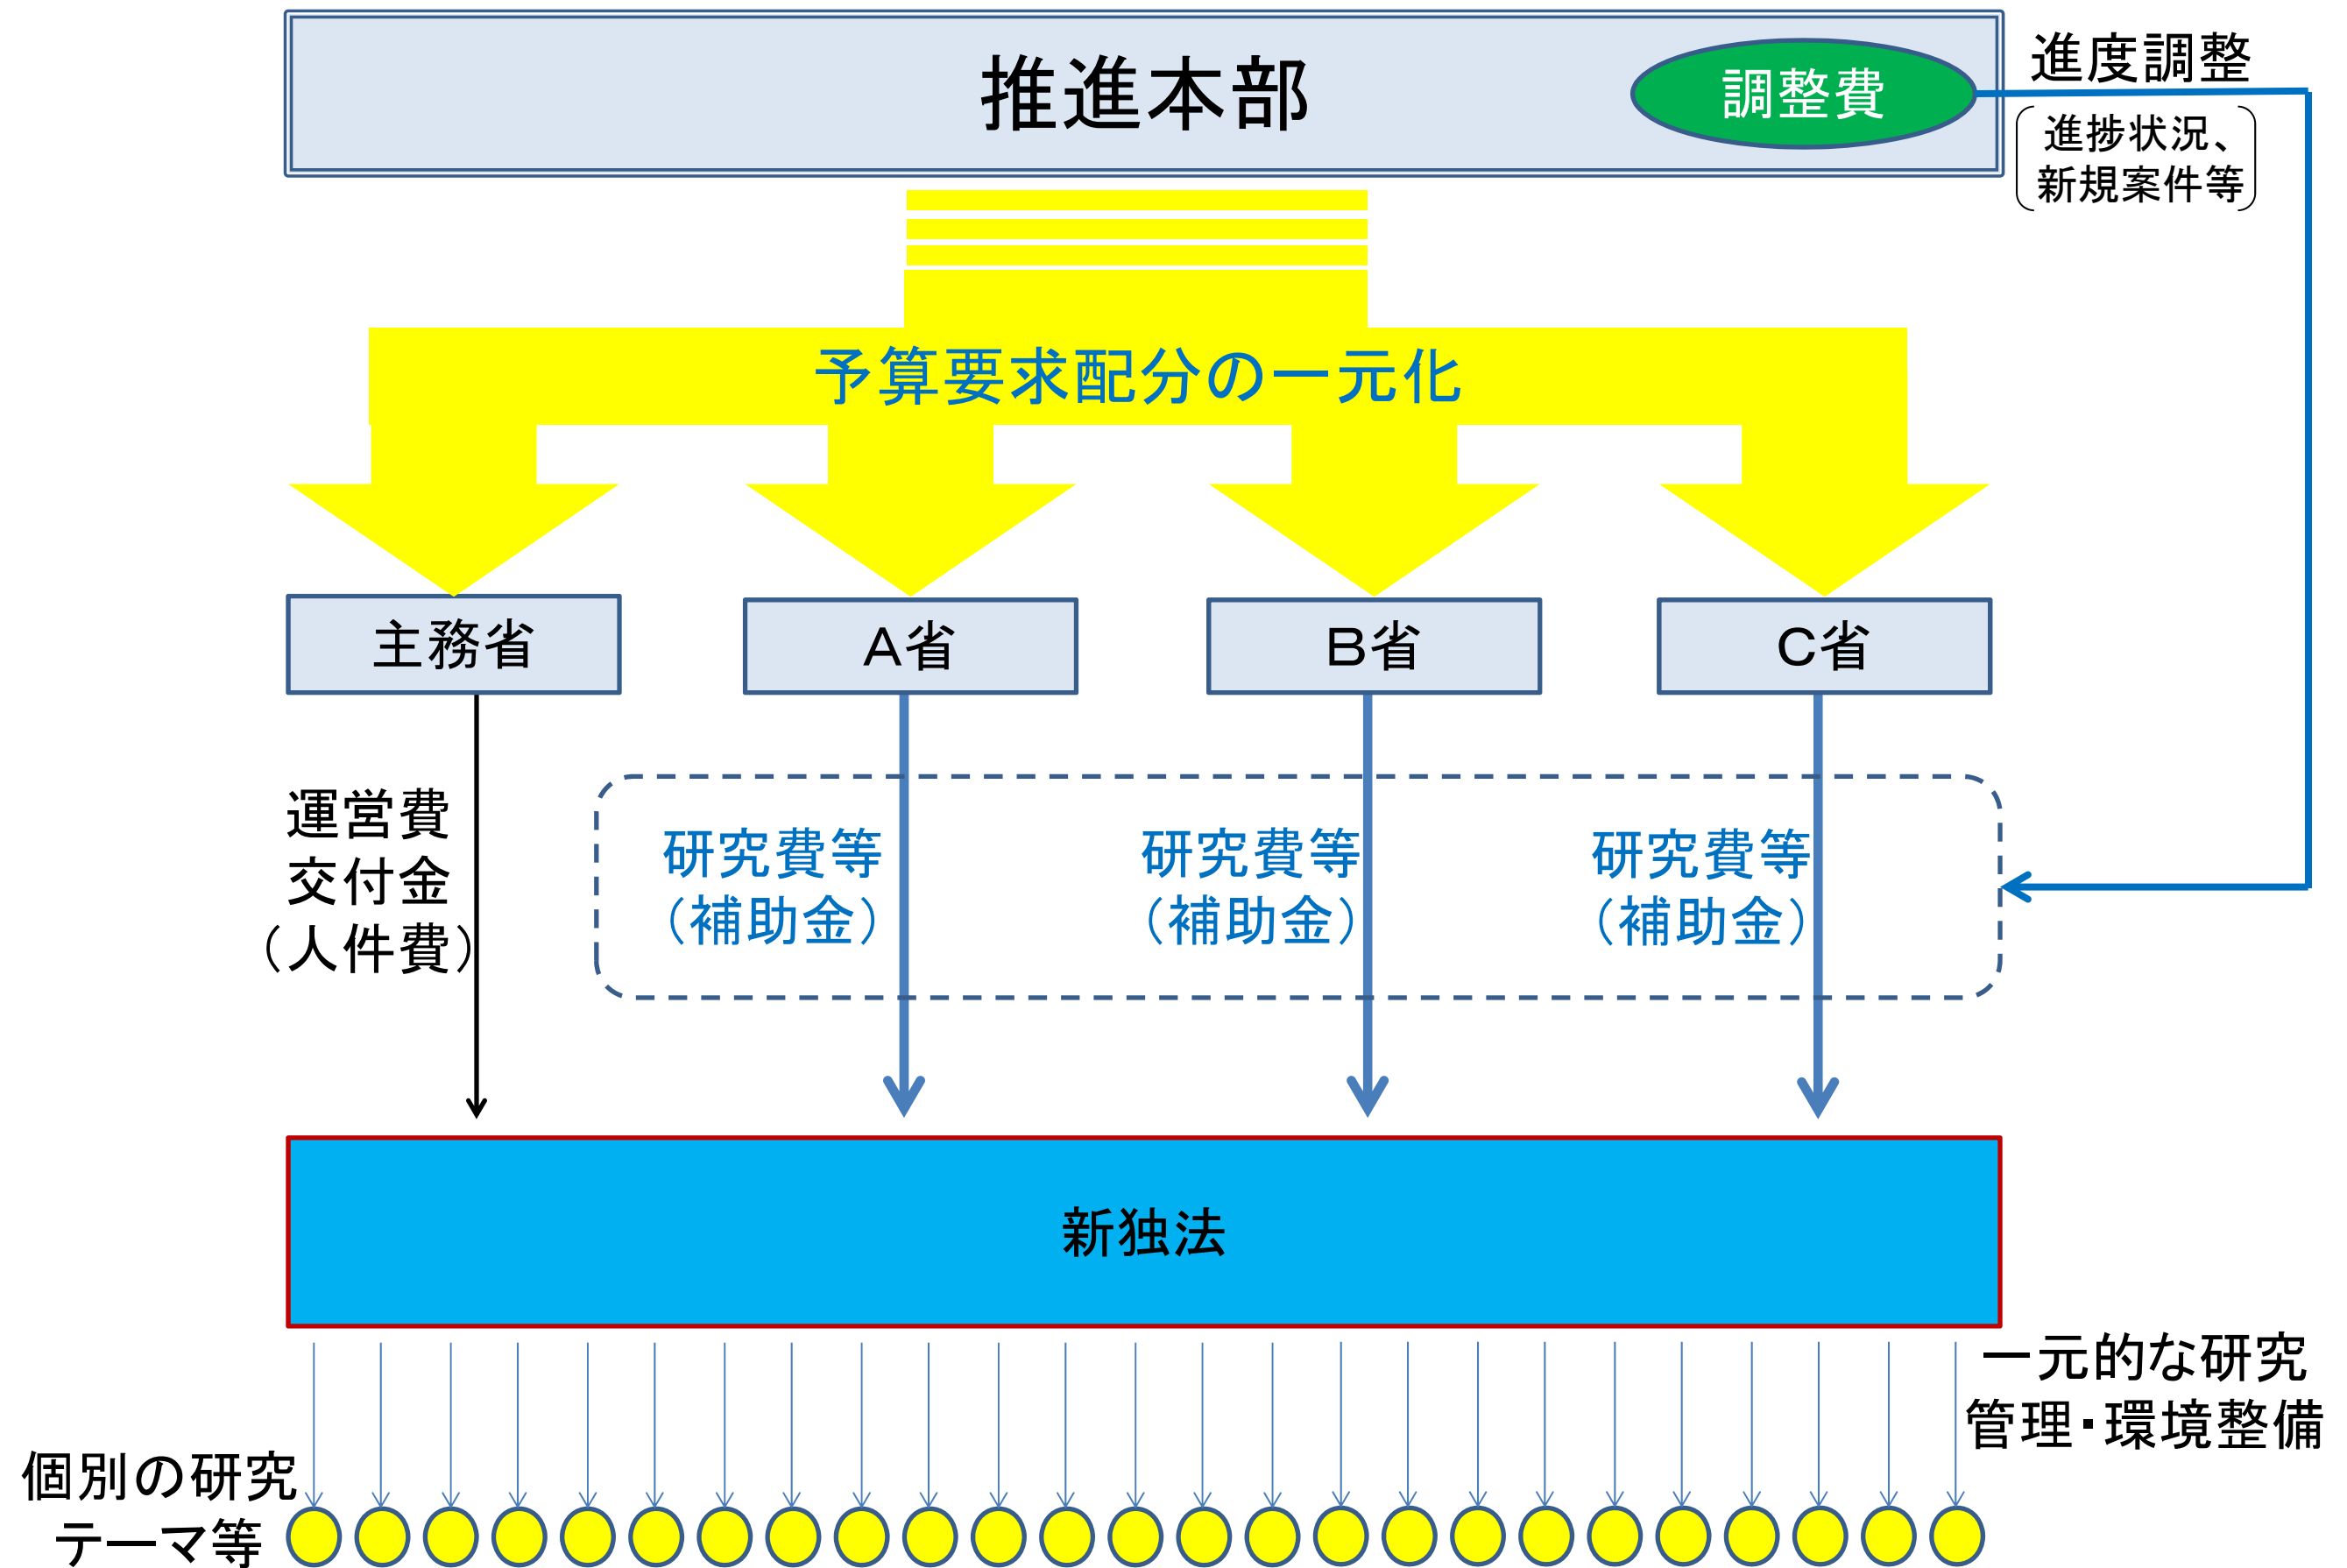 推進本部
調整費
進度調整
進捗状況、
新規案件等
予算要求配分の一元化
主務省
A省
B省
C省
運営費
交付金
（人件費）
研究費等
（補助金）
研究費等
（補助金）
研究費等
（補助金）
新独法
一元的な研究
管理・環境整備
個別の研究
テーマ等